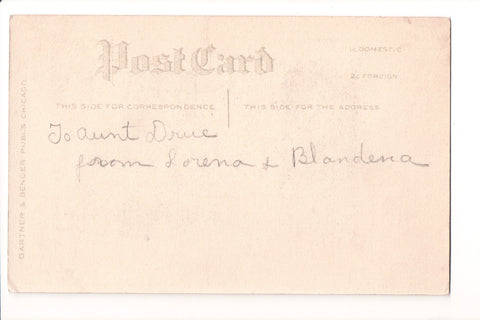 Post Card
1c DOMESTIC
2c FOREIGN
THIS SIDE FOR CORRESPONDENCE
THIS SIDE FOR THE ADDRESS
To Aunt Druie
from Lorena & Blandena
GARTNER & BENDER PUBLS. CHICAGO